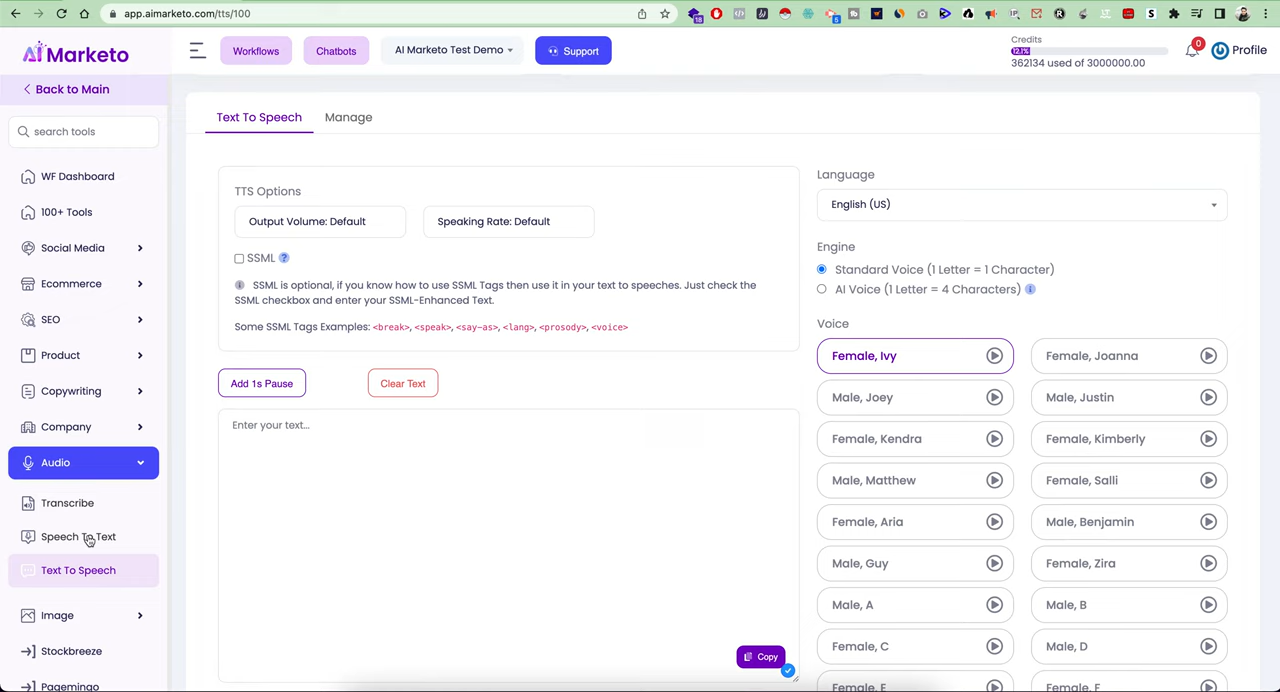 app.aimarketo.com/tts/100
18
5
Ai Marketo
Workflows
Chatbots
AI Marketo Test Demo
Support
Credits
12.1%
362134 used of 3000000.00
0
Profile
Back to Main
search tools
WF Dashboard
100+ Tools
Social Media
Ecommerce
SEO
Product
Copywriting
Company
Audio
Transcribe
Speech To Text
Text To Speech
Image
Stockbreeze
Pagemingo
Text To Speech
Manage
TTS Options
Output Volume: Default
Speaking Rate: Default
SSML ?
SSML is optional, if you know how to use SSML Tags then use it in your text to speeches. Just check the
SSML checkbox and enter your SSML-Enhanced Text.
Some SSML Tags Examples: <break>, <speak>, <say-as>, <lang>, <prosody>, <voice>
Add 1s Pause
Clear Text
Enter your text...
Copy
Language
English (US)
Engine
Standard Voice (1 Letter = 1 Character)
AI Voice (1 Letter = 4 Characters)
Voice
Female, Ivy
Female, Joanna
Male, Joey
Male, Justin
Female, Kendra
Female, Kimberly
Male, Matthew
Female, Salli
Female, Aria
Male, Benjamin
Male, Guy
Female, Zira
Male, A
Male, B
Female, C
Male, D
Female, E
Female, F